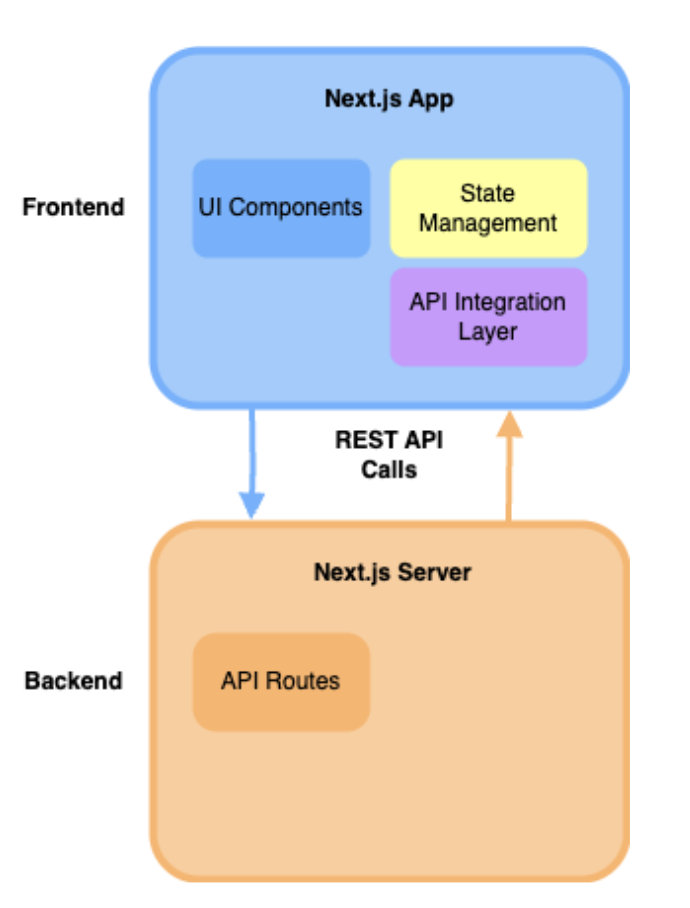 Next.js App
Frontend
UI Components
State
Management
API Integration
Layer
REST API
Calls
Next.js Server
Backend
API Routes